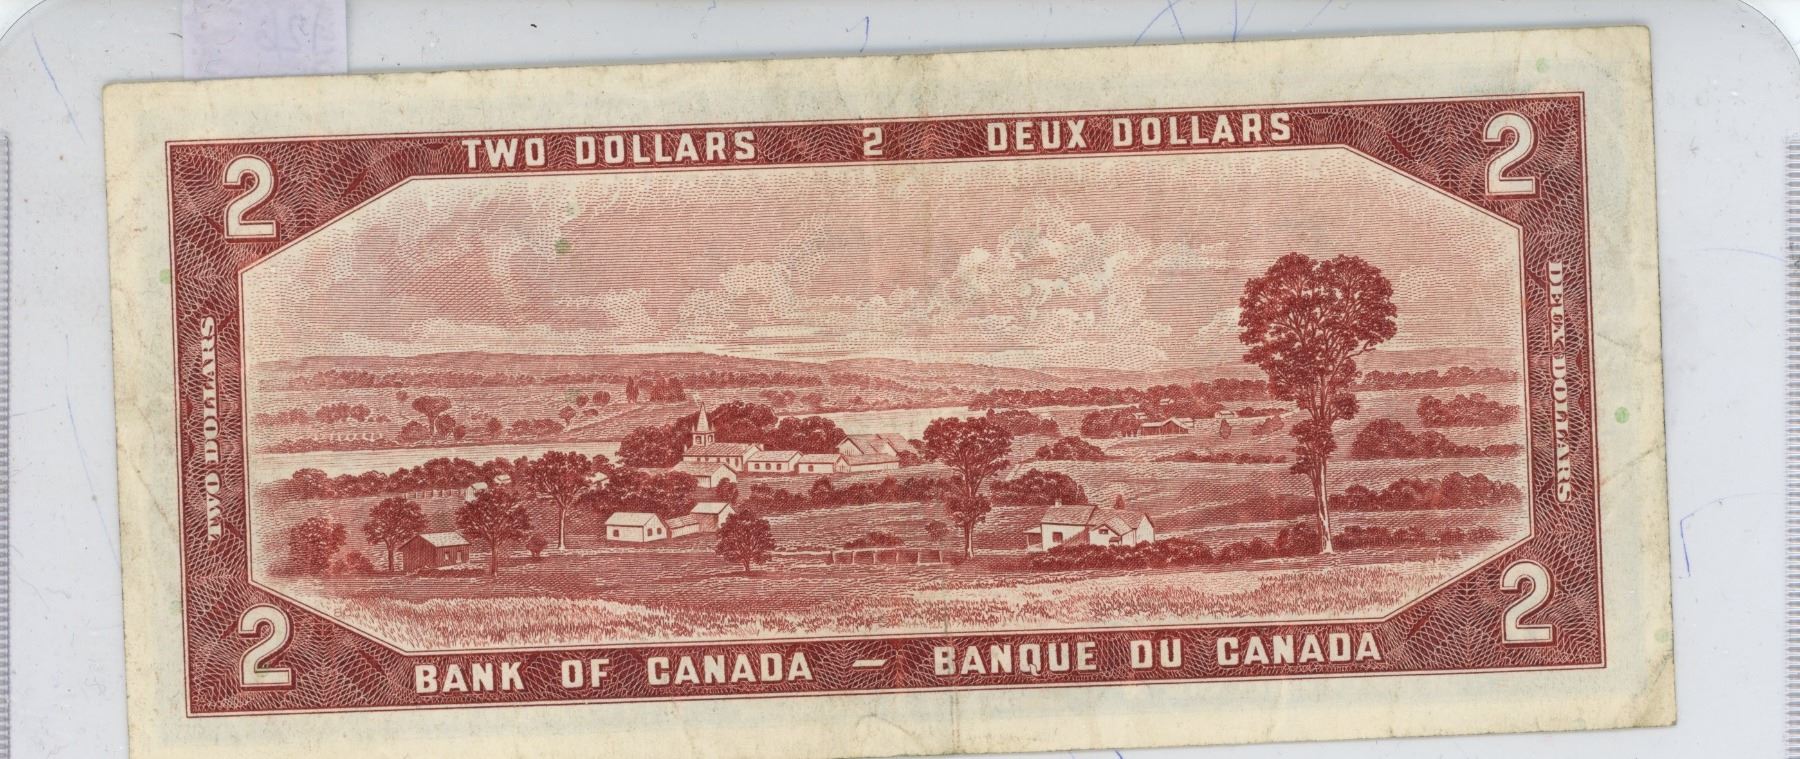 TWO DOLLARS 2 DEUX DOLLARS
2
2
TWO DOLLARS
DEUX DOLLARS
2
2
BANK OF CANADA — BANQUE DU CANADA